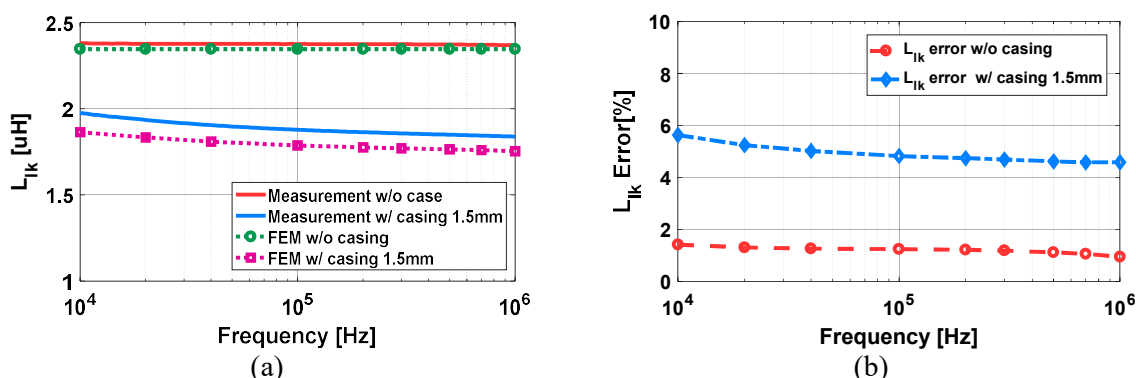 2.5
2
1.5
1
L_lk [uH]
Measurement w/o case
Measurement w/ casing 1.5mm
FEM w/o casing
FEM w/ casing 1.5mm
10^4
10^5
10^6
Frequency [Hz]
(a)
10
8
6
4
2
0
L_lk Error[%]
L_lk error w/o casing
L_lk error w/ casing 1.5mm
10^4
10^5
10^6
Frequency [Hz]
(b)